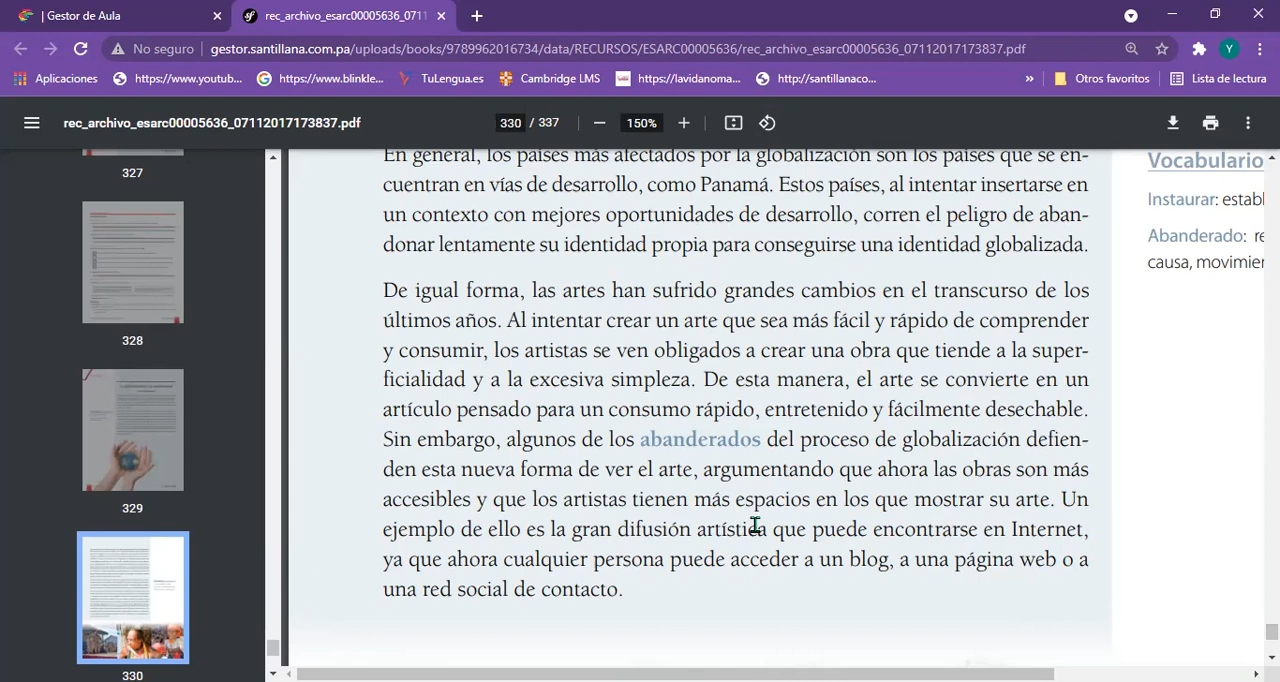 | Gestor de Aula
rec_archivo_esarc00005636_0711
No seguro
gestor.santillana.com.pa/uploads/books/9789962016734/data/RECURSOS/ESARC00005636/rec_archivo_esarc00005636_07112017173837.pdf
Y
Aplicaciones
https://www.youtub...
https://www.blinkle...
TuLengua.es
Cambridge LMS
https://lavidanoma...
http://santillanaco...
»
Otros favoritos
Lista de lectura
rec_archivo_esarc00005636_07112017173837.pdf
330 / 337
150%
327
328
329
330
En general, los países más afectados por la globalización son los países que se en-
cuentran en vías de desarrollo, como Panamá. Estos países, al intentar insertarse en
un contexto con mejores oportunidades de desarrollo, corren el peligro de aban-
donar lentamente su identidad propia para conseguirse una identidad globalizada.
De igual forma, las artes han sufrido grandes cambios en el transcurso de los
últimos años. Al intentar crear un arte que sea más fácil y rápido de comprender
y consumir, los artistas se ven obligados a crear una obra que tiende a la super-
ficialidad y a la excesiva simpleza. De esta manera, el arte se convierte en un
artículo pensado para un consumo rápido, entretenido y fácilmente desechable.
Sin embargo, algunos de los abanderados del proceso de globalización defien-
den esta nueva forma de ver el arte, argumentando que ahora las obras son más
accesibles y que los artistas tienen más espacios en los que mostrar su arte. Un
ejemplo de ello es la gran difusión artística que puede encontrarse en Internet,
ya que ahora cualquier persona puede acceder a un blog, a una página web o a
una red social de contacto.
Vocabulario
Instaurar: establ
Abanderado: re
causa, movimier